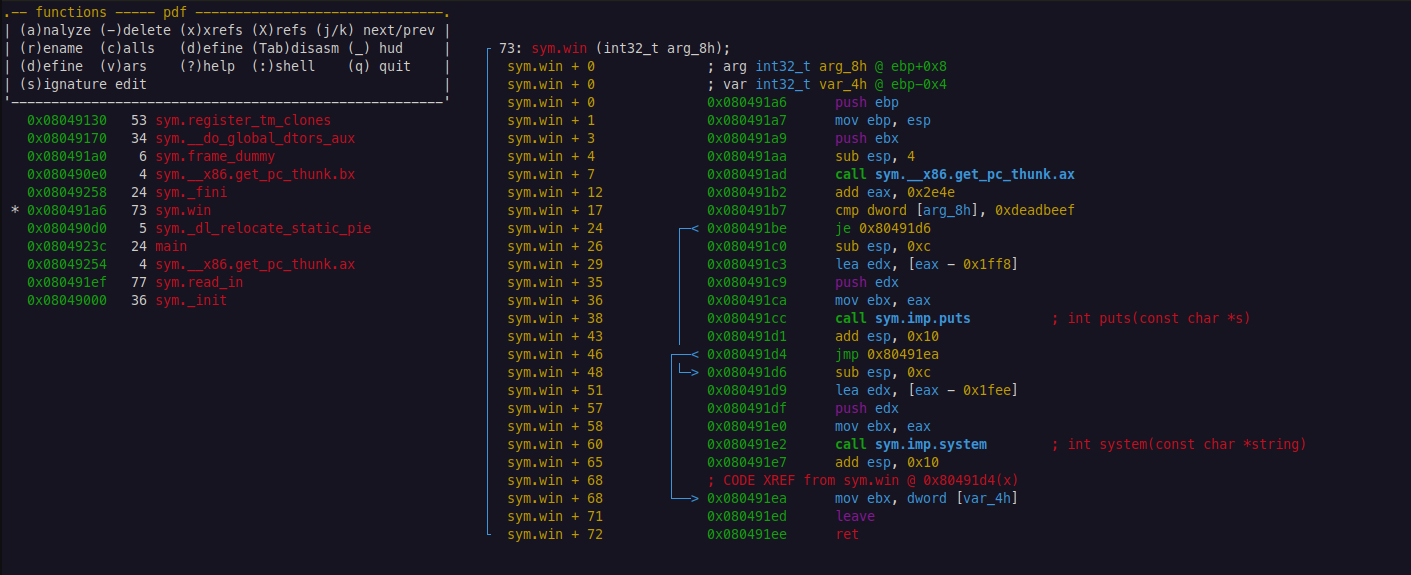 .-- functions ----- pdf -------------------------------.
| (a)nalyze (-)delete (x)xrefs (X)refs (j/k) next/prev |
| (r)ename  (c)alls   (d)efine (Tab)disasm (_) hud     |
| (d)efine  (v)ars    (?)help  (:)shell    (q) quit    |
| (s)ignature edit                                     |
'------------------------------------------------------'
0x08049130   53 sym.register_tm_clones
0x08049170   34 sym.__do_global_dtors_aux
0x080491a0    6 sym.frame_dummy
0x080490e0    4 sym.__x86.get_pc_thunk.bx
0x08049258   24 sym._fini
* 0x080491a6   73 sym.win
0x080490d0    5 sym._dl_relocate_static_pie
0x0804923c   24 main
0x08049254    4 sym.__x86.get_pc_thunk.ax
0x080491ef   77 sym.read_in
0x08049000   36 sym._init
73: sym.win (int32_t arg_8h);
sym.win + 0              ; arg int32_t arg_8h @ ebp+0x8
sym.win + 0              ; var int32_t var_4h @ ebp-0x4
sym.win + 0              0x080491a6      push ebp
sym.win + 1              0x080491a7      mov ebp, esp
sym.win + 3              0x080491a9      push ebx
sym.win + 4              0x080491aa      sub esp, 4
sym.win + 7              0x080491ad      call sym.__x86.get_pc_thunk.ax
sym.win + 12             0x080491b2      add eax, 0x2e4e
sym.win + 17             0x080491b7      cmp dword [arg_8h], 0xdeadbeef
sym.win + 24         < 0x080491be      je 0x80491d6
sym.win + 26             0x080491c0      sub esp, 0xc
sym.win + 29             0x080491c3      lea edx, [eax - 0x1ff8]
sym.win + 35             0x080491c9      push edx
sym.win + 36             0x080491ca      mov ebx, eax
sym.win + 38             0x080491cc      call sym.imp.puts          ; int puts(const char *s)
sym.win + 43             0x080491d1      add esp, 0x10
sym.win + 46         < 0x080491d4      jmp 0x80491ea
sym.win + 48         > 0x080491d6      sub esp, 0xc
sym.win + 51             0x080491d9      lea edx, [eax - 0x1fee]
sym.win + 57             0x080491df      push edx
sym.win + 58             0x080491e0      mov ebx, eax
sym.win + 60             0x080491e2      call sym.imp.system        ; int system(const char *string)
sym.win + 65             0x080491e7      add esp, 0x10
sym.win + 68             ; CODE XREF from sym.win @ 0x80491d4(x)
sym.win + 68         > 0x080491ea      mov ebx, dword [var_4h]
sym.win + 71             0x080491ed      leave
sym.win + 72             0x080491ee      ret